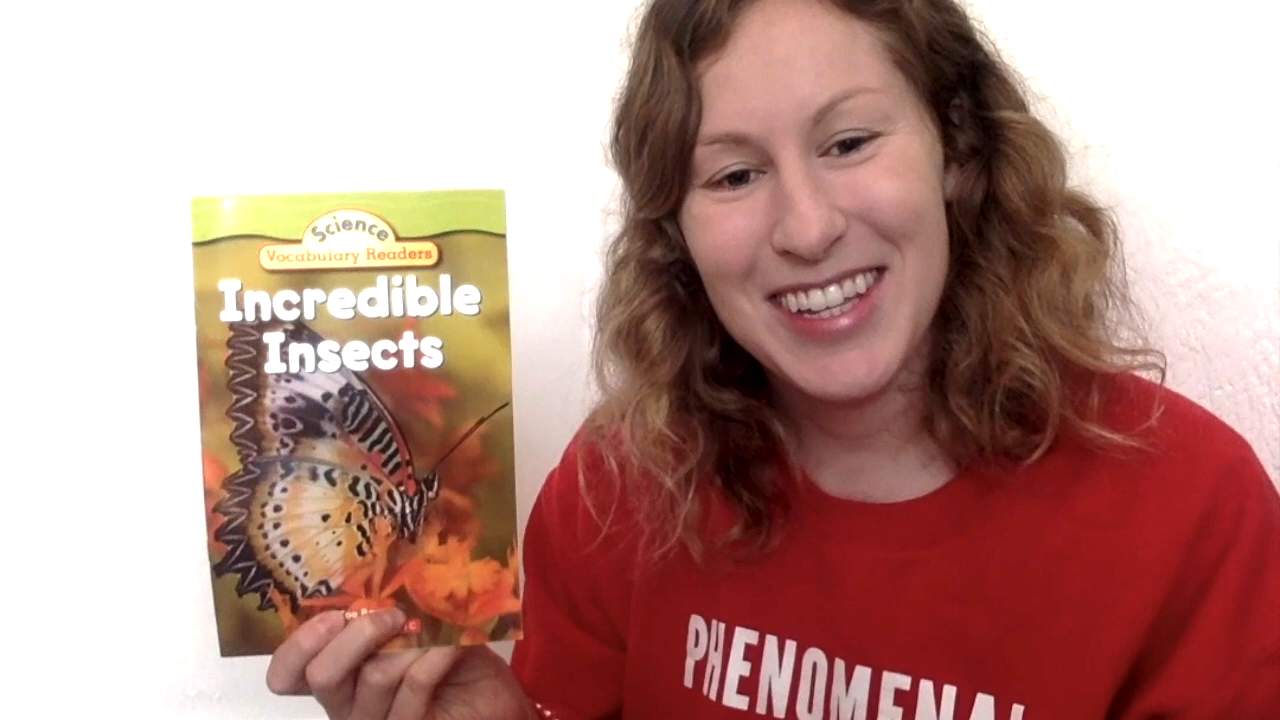 Science
Vocabulary Readers
Incredible
Insects
PHENOMENAL